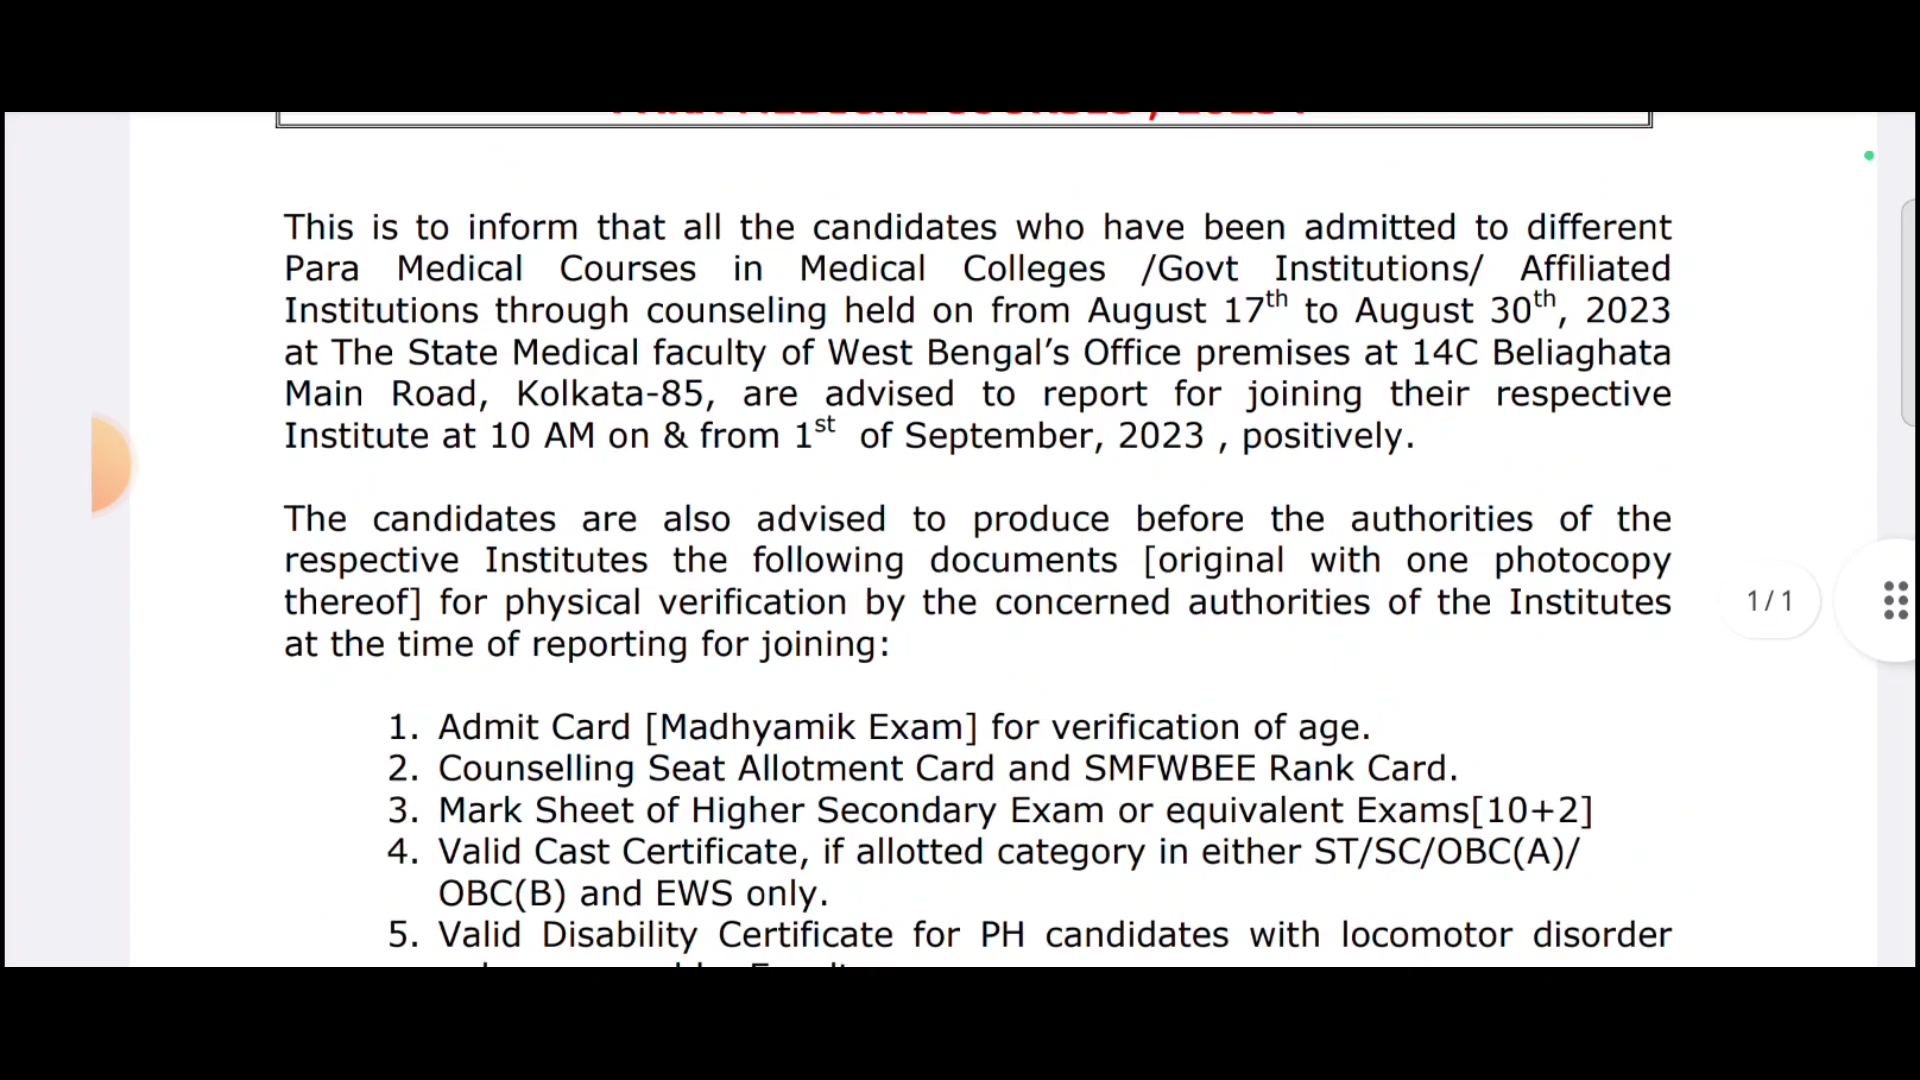 This is to inform that all the candidates who have been admitted to different
Para Medical Courses in Medical Colleges /Govt Institutions/ Affiliated
Institutions through counseling held on from August 17th to August 30th, 2023
at The State Medical faculty of West Bengal's Office premises at 14C Beliaghata
Main Road, Kolkata-85, are advised to report for joining their respective
Institute at 10 AM on & from 1st of September, 2023 , positively.
The candidates are also advised to produce before the authorities of the
respective Institutes the following documents [original with one photocopy
thereof] for physical verification by the concerned authorities of the Institutes
at the time of reporting for joining:
1/1
1. Admit Card [Madhyamik Exam] for verification of age.
2. Counselling Seat Allotment Card and SMFWBEE Rank Card.
3. Mark Sheet of Higher Secondary Exam or equivalent Exams[10+2]
4. Valid Cast Certificate, if allotted category in either ST/SC/OBC(A)/
OBC(B) and EWS only.
5. Valid Disability Certificate for PH candidates with locomotor disorder